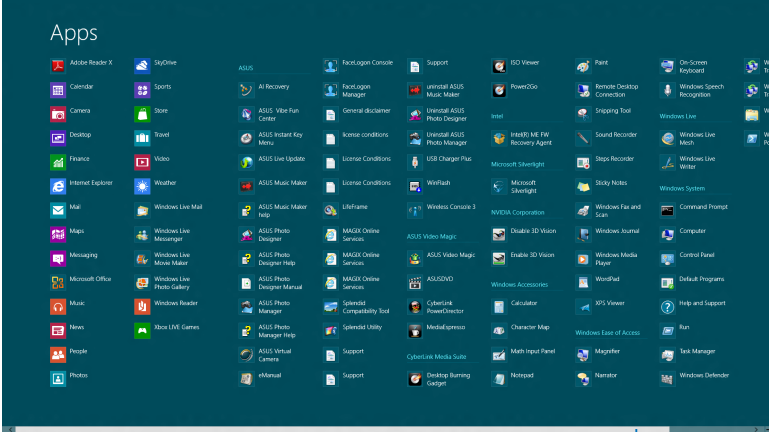 Apps
Adobe Reader X
Calendar
Camera
Desktop
Finance
Internet Explorer
Mail
Maps
Messaging
Microsoft Office
Music
News
People
Photos
SkyDrive
Sports
Store
Travel
Video
Weather
Windows Live Mail
Windows Live
Messenger
Windows Live
Movie Maker
Windows Live
Photo Gallery
Windows Reader
Xbox LIVE Games
ASUS
AI Recovery
ASUS Vibe Fun
Center
ASUS Instant Key
Menu
ASUS Live Update
ASUS Music Maker
ASUS Music Maker
help
ASUS Photo
Designer
ASUS Photo
Designer Help
ASUS Photo
Designer Manual
ASUS Photo
Manager
ASUS Photo
Manager Help
ASUS Virtual
Camera
eManual
FaceLogon Console
FaceLogon
Manager
General disclaimer
license conditions
License Conditions
License Conditions
LifeFrame
MAGIX Online
Services
MAGIX Online
Services
MAGIX Online
Services
Splendid
Compatibility Tool
Splendid Utility
Support
Support
Support
uninstall ASUS
Music Maker
Uninstall ASUS
Photo Designer
Uninstall ASUS
Photo Manager
USB Charger Plus
WinFlash
Wireless Console 3
ASUS Video Magic
ASUS Video Magic
ASUSDVD
CyberLink
PowerDirector
MediaEspresso
CyberLink Media Suite
Desktop Burning
Gadget
ISO Viewer
Power2Go
Intel
Intel(R) ME FW
Recovery Agent
Microsoft Silverlight
Microsoft
Silverlight
NVIDIA Corporation
Disable 3D Vision
Enable 3D Vision
Windows Accessories
Calculator
Character Map
Math Input Panel
Notepad
Paint
Remote Desktop
Connection
Snipping Tool
Sound Recorder
Steps Recorder
Sticky Notes
Windows Fax and
Scan
Windows Journal
Windows Media
Player
WordPad
XPS Viewer
Windows Ease of Access
Magnifier
Narrator
On-Screen
Keyboard
Windows Speech
Recognition
Windows Live
Windows Live
Mesh
Windows Live
Writer
Windows System
Command Prompt
Computer
Control Panel
Default Programs
Help and Support
Run
Task Manager
Windows Defender